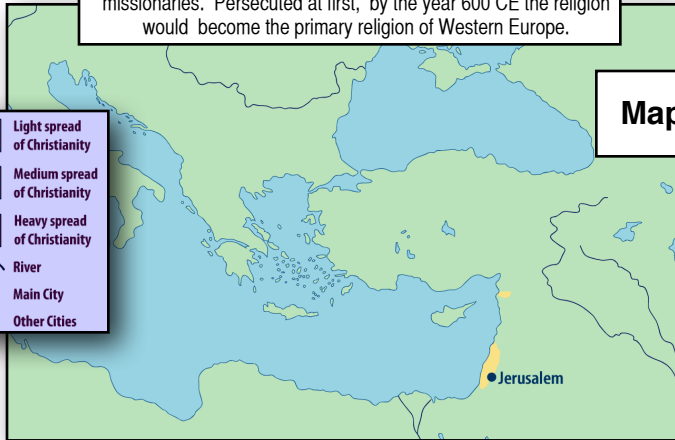 missionaries. Persecuted at first, by the year 600 CE the religion
would become the primary religion of Western Europe.
Map
Light spread
of Christianity
Medium spread
of Christianity
Heavy spread
of Christianity
River
Main City
Other Cities
Jerusalem